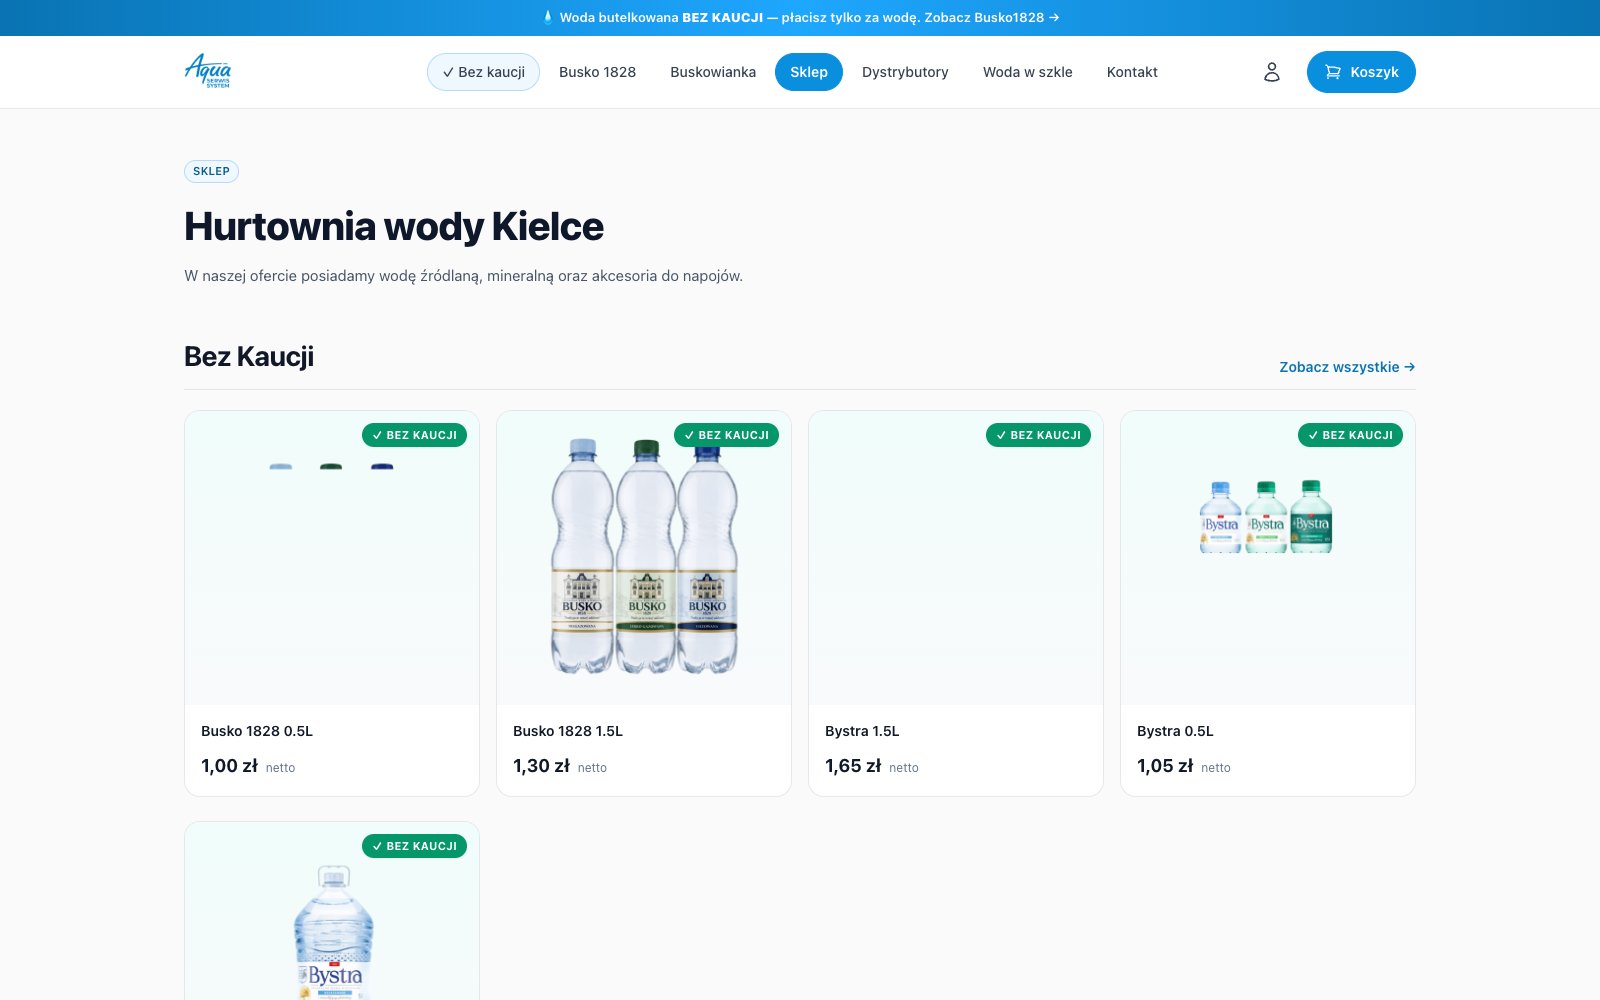 💧 Woda butelkowana BEZ KAUCJI — płacisz tylko za wodę. Zobacz Busko1828 →
Aqua
SERWIS
SYSTEM
✓ Bez kaucji
Busko 1828
Buskowianka
Sklep
Dystrybutory
Woda w szkle
Kontakt
Koszyk
SKLEP
Hurtownia wody Kielce
W naszej ofercie posiadamy wodę źródlaną, mineralną oraz akcesoria do napojów.
Bez Kaucji
Zobacz wszystkie →
✓ BEZ KAUCJI
✓ BEZ KAUCJI
✓ BEZ KAUCJI
✓ BEZ KAUCJI
BUSKO
BUSKO
BUSKO
Bystra
Bystra
Bystra
Busko 1828 0.5L
1,00 zł netto
Busko 1828 1.5L
1,30 zł netto
Bystra 1.5L
1,65 zł netto
Bystra 0.5L
1,05 zł netto
✓ BEZ KAUCJI
Bystra